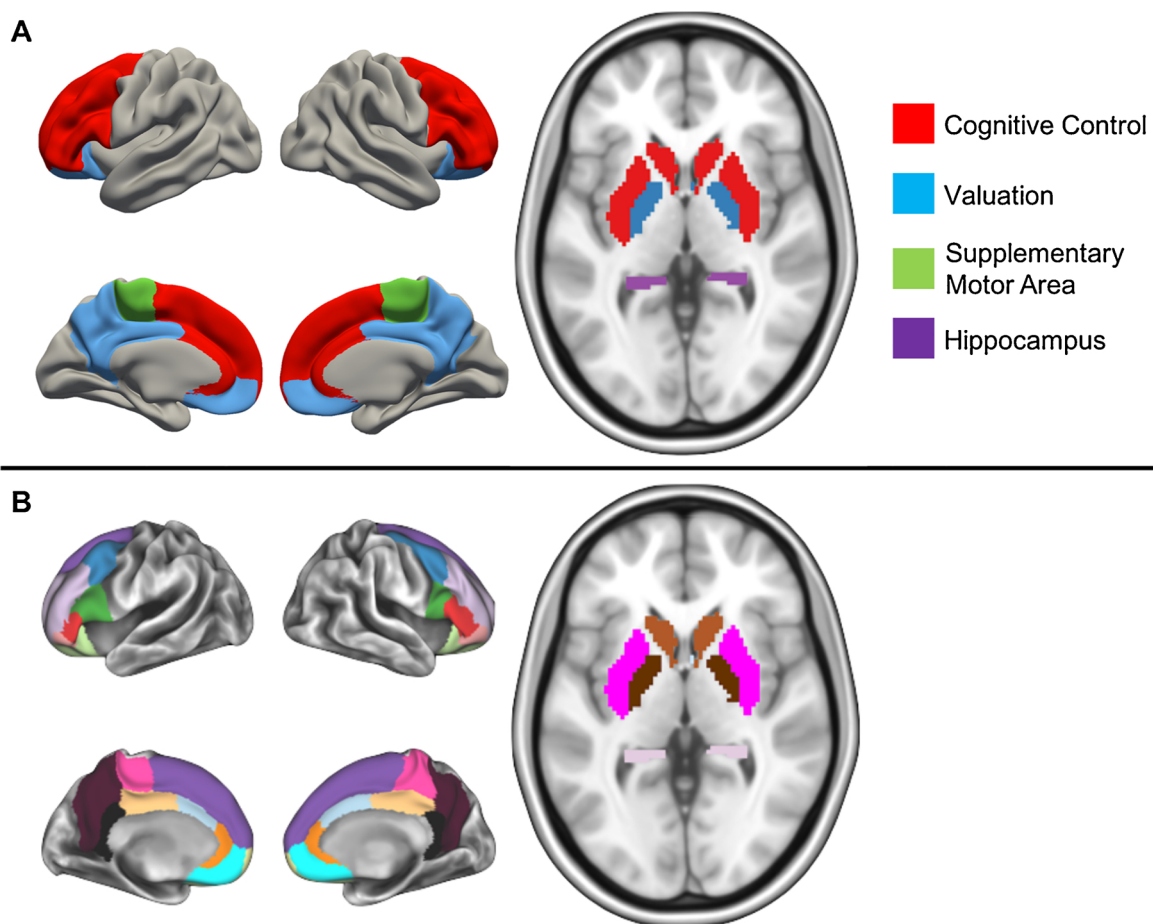 A
Cognitive Control
Valuation
Supplementary
Motor Area
Hippocampus
B